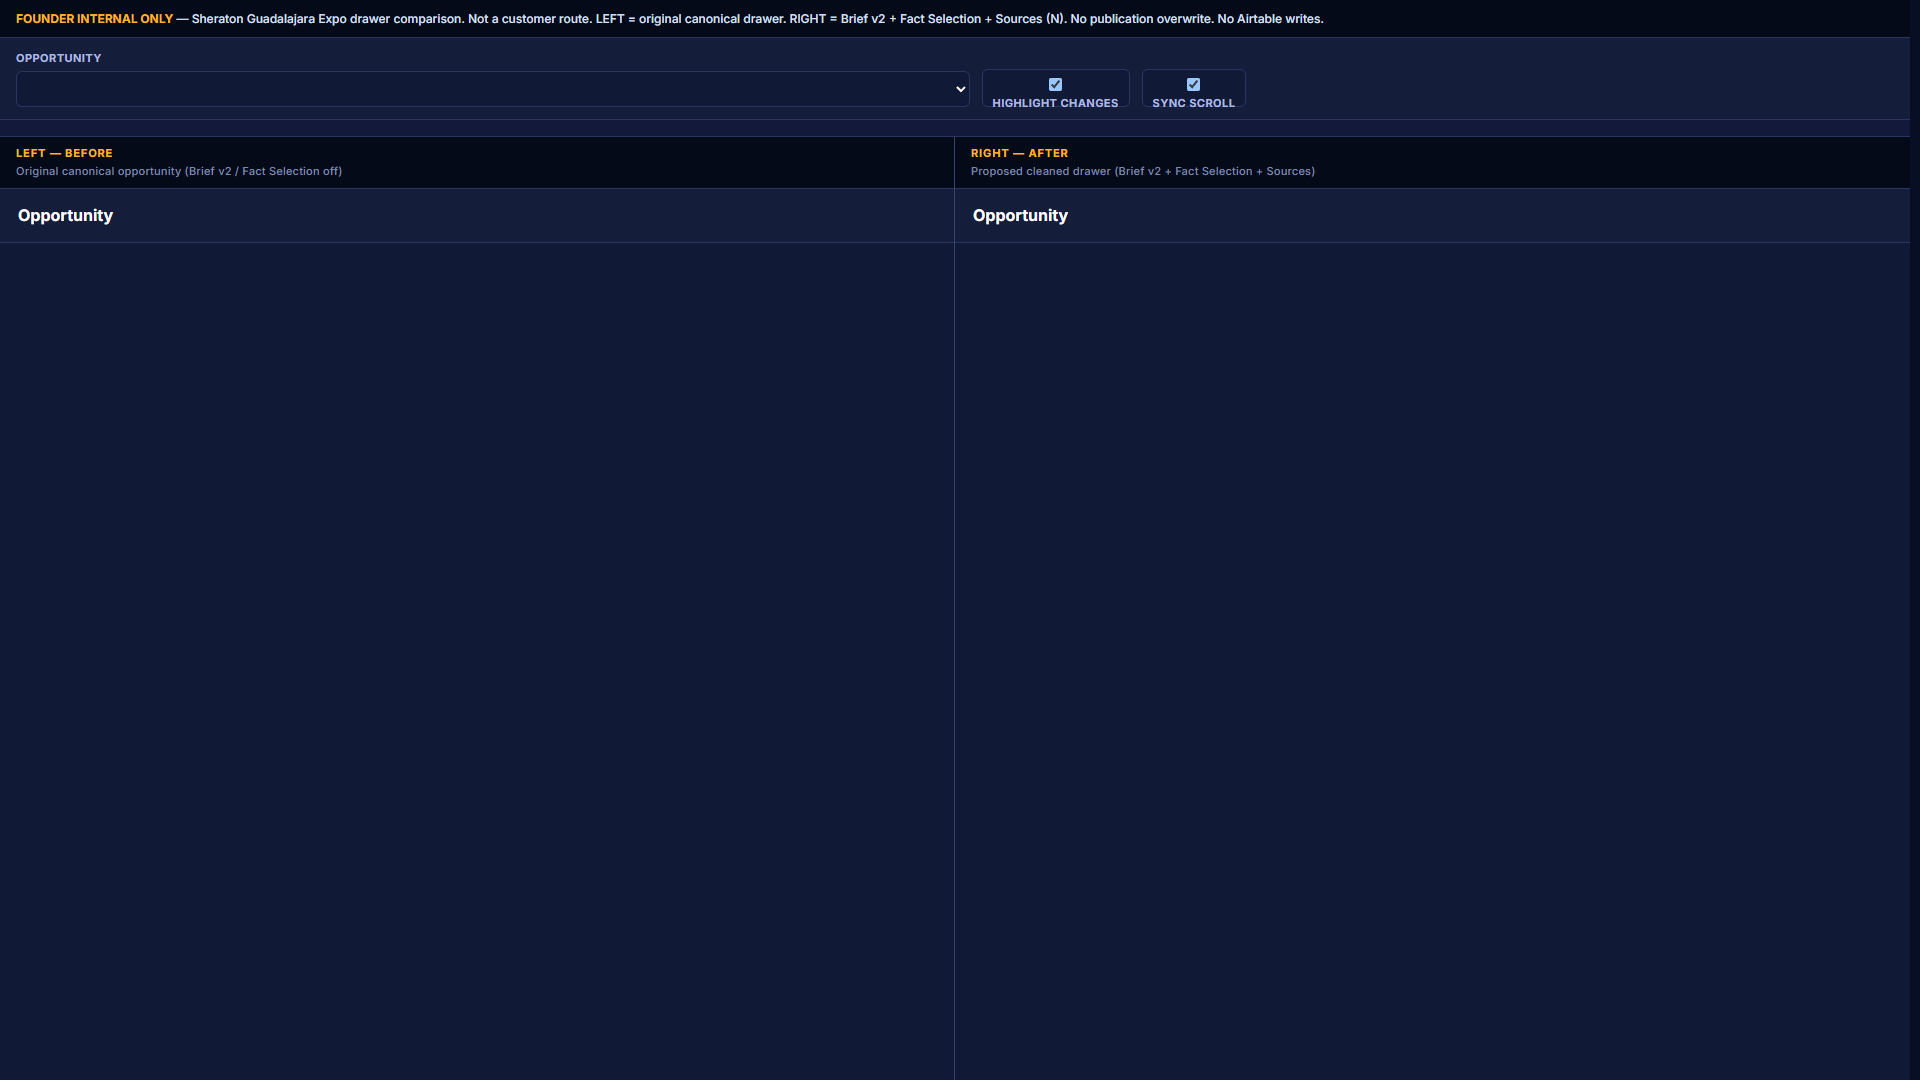 FOUNDER INTERNAL ONLY — Sheraton Guadalajara Expo drawer comparison. Not a customer route. LEFT = original canonical drawer. RIGHT = Brief v2 + Fact Selection + Sources (N). No publication overwrite. No Airtable writes.
OPPORTUNITY
HIGHLIGHT CHANGES
SYNC SCROLL
LEFT — BEFORE
Original canonical opportunity (Brief v2 / Fact Selection off)
RIGHT — AFTER
Proposed cleaned drawer (Brief v2 + Fact Selection + Sources)
Opportunity
Opportunity